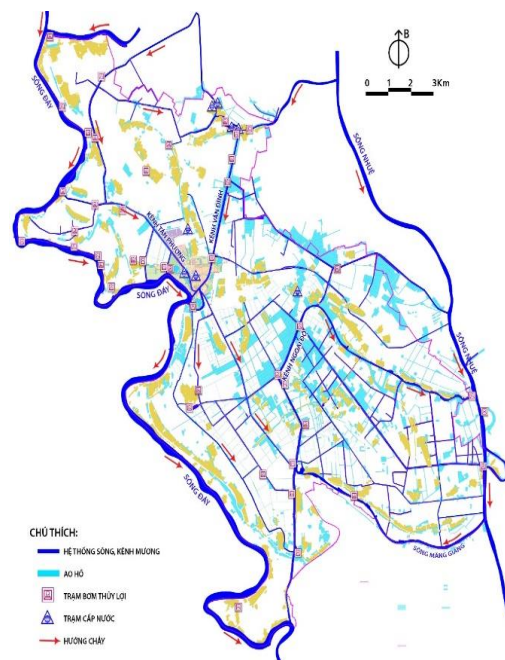 B
0 1 2 3Km
SÔNG ĐÁY
SÔNG NHUỆ
KÊNH VÂN ĐÌNH
KÊNH TÂN PHƯƠNG
SÔNG ĐÁY
KÊNH NGOẠI ĐỘ
SÔNG NHUỆ
SÔNG ĐÁY
SÔNG MĂNG GIANG
CHÚ THÍCH:
HỆ THỐNG SÔNG, KÊNH MƯƠNG
AO HỒ
TRẠM BƠM THỦY LỢI
TRẠM CẤP NƯỚC
HƯỚNG CHẢY